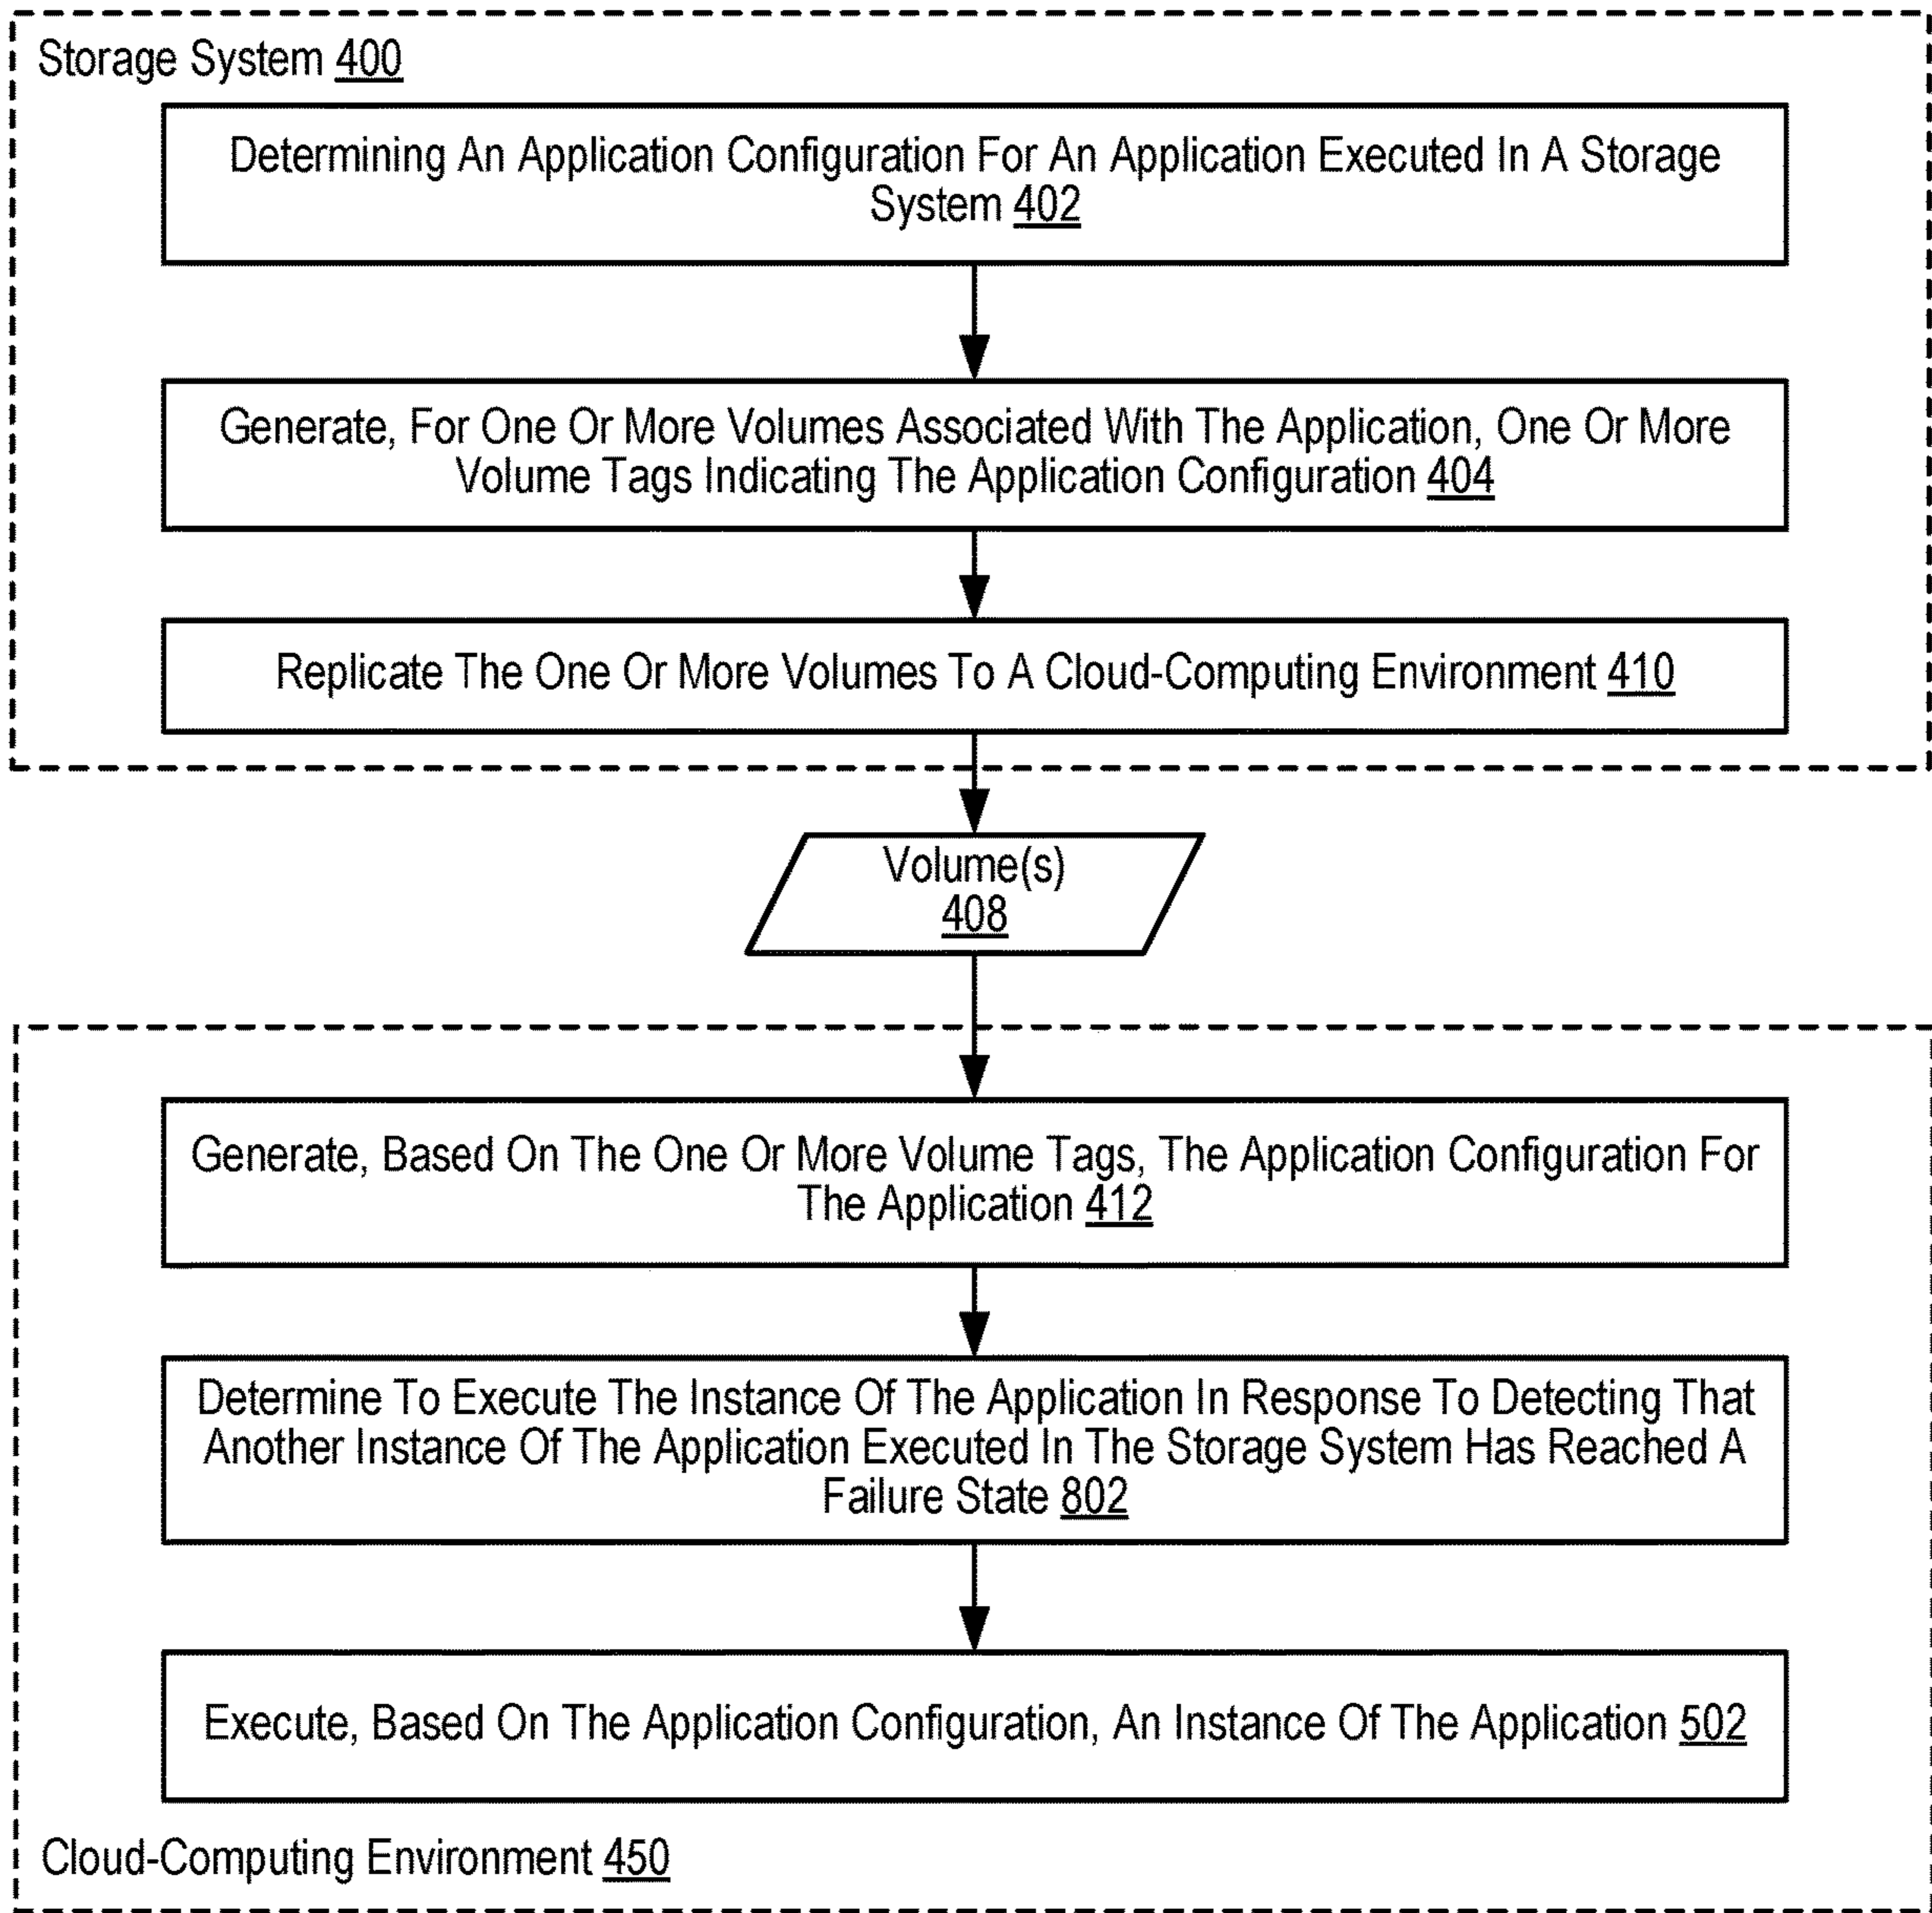 Storage System 400
Determining An Application Configuration For An Application Executed In A Storage
System 402
Generate, For One Or More Volumes Associated With The Application, One Or More
Volume Tags Indicating The Application Configuration 404
Replicate The One Or More Volumes To A Cloud-Computing Environment 410
Volume(s)
408
Generate, Based On The One Or More Volume Tags, The Application Configuration For
The Application 412
Determine To Execute The Instance Of The Application In Response To Detecting That
Another Instance Of The Application Executed In The Storage System Has Reached A
Failure State 802
Execute, Based On The Application Configuration, An Instance Of The Application 502
Cloud-Computing Environment 450